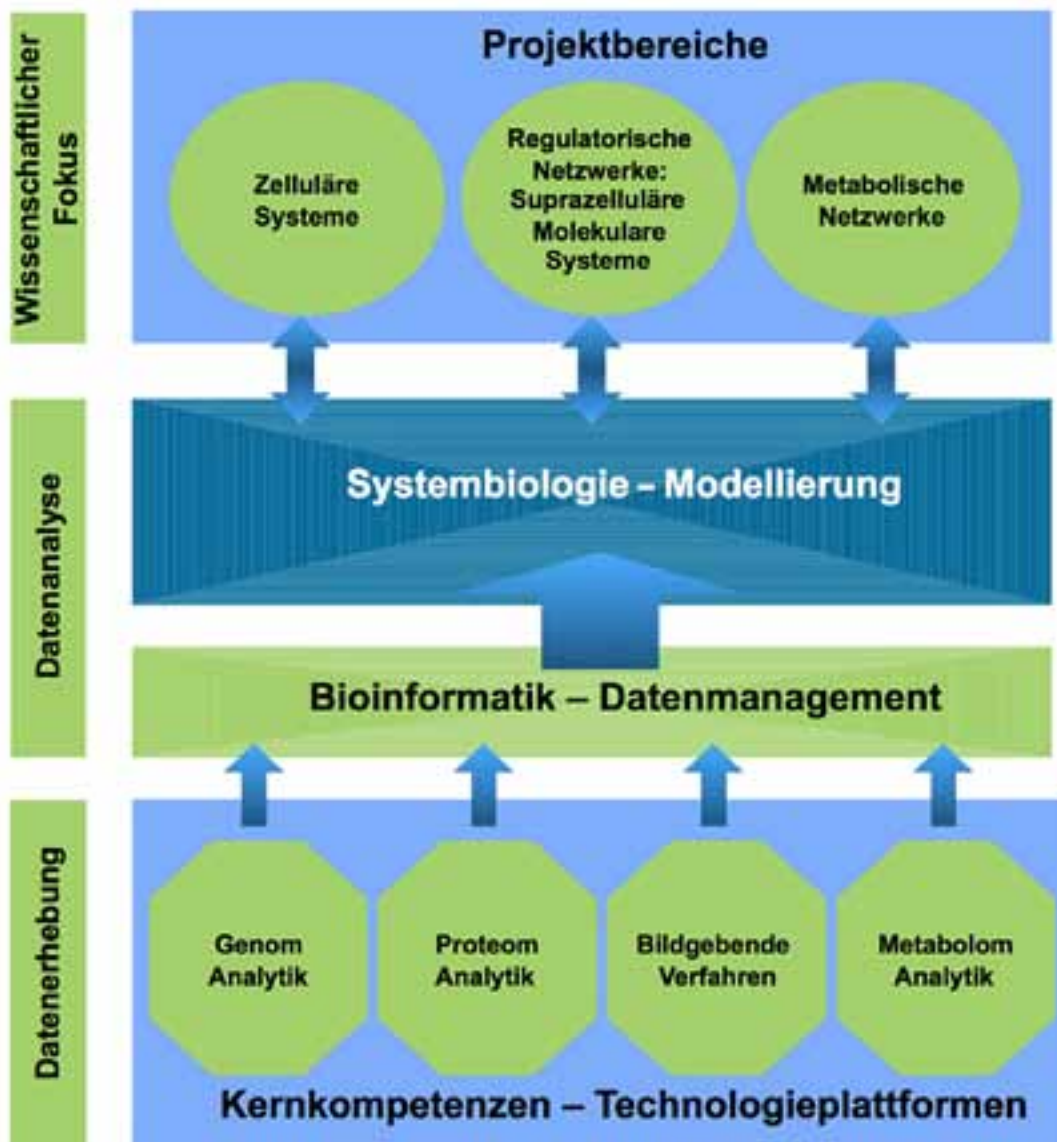 Wissenschaftlicher
Fokus
Projektbereiche
Zelluläre
Systeme
Regulatorische
Netzwerke:
Suprazelluläre
Molekulare
Systeme
Metabolische
Netzwerke
Datenanalyse
Systembiologie – Modellierung
Bioinformatik – Datenmanagement
Datenerhebung
Genom
Analytik
Proteom
Analytik
Bildgebende
Verfahren
Metabolom
Analytik
Kernkompetenzen – Technologieplattformen